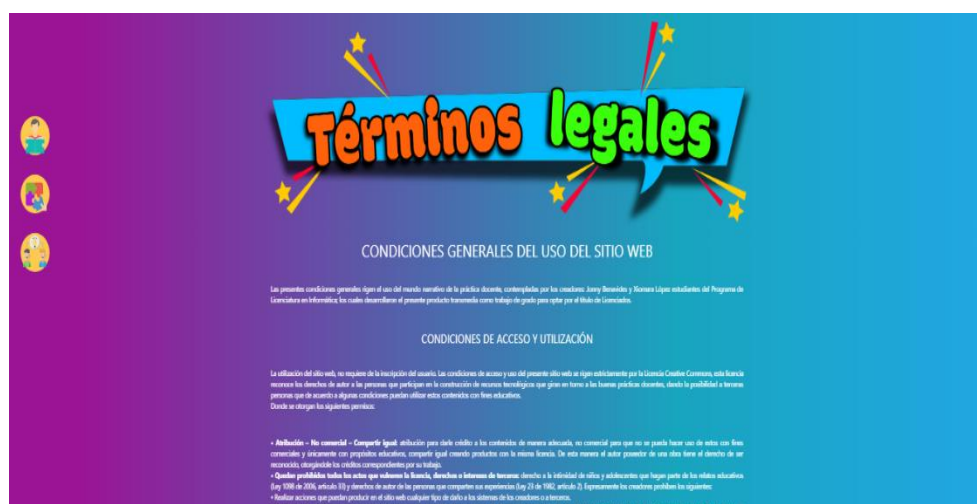 Términos legales
CONDICIONES GENERALES DEL USO DEL SITIO WEB
Las presentes condiciones generales rigen el uso del mundo narrativo de la práctica docente, contempladas por los creadores: Jonny Benavides y Xiomara López estudiantes del Programa de
Licenciatura en Informática; los cuales desarrollaron el presente producto transmedia como trabajo de grado para optar por el título de Licenciados.
CONDICIONES DE ACCESO Y UTILIZACIÓN
La utilización del sitio web, no requiere de la inscripción del usuario. Las condiciones de acceso y uso del presente sitio web se rigen estrictamente por la Licencia Creative Commons, esta licencia
reconoce los derechos de autor a las personas que participan en la construcción de recursos tecnológicos que giran en torno a las buenas prácticas docentes, dando la posibilidad a terceras
personas que de acuerdo a algunas condiciones puedan utilizar estos contenidos con fines educativos.
Donde se otorgan los siguientes permisos:
• Atribución – No comercial – Compartir igual: atribución para darle crédito a los contenidos de manera adecuada, no comercial para que no se pueda hacer uso de estos con fines
comerciales y únicamente con propósitos educativos, compartir igual creando productos con la misma licencia. De esta manera el autor poseedor de una obra tiene el derecho de ser
reconocido, otorgándole los créditos correspondientes por su trabajo.
• Quedan prohibidos todos los actos que vulneren la licencia, derechos o intereses de terceros: derecho a la intimidad de niños y adolescentes que hagan parte de los relatos educativos
(Ley 1098 de 2006, artículo 33) y derechos de autor de las personas que comparten sus experiencias (Ley 23 de 1982, artículo 2). Expresamente los creadores prohíben los siguientes:
• Realizar acciones que puedan producir en el sitio web cualquier tipo de daño a los sistemas de los creadores o a terceros.